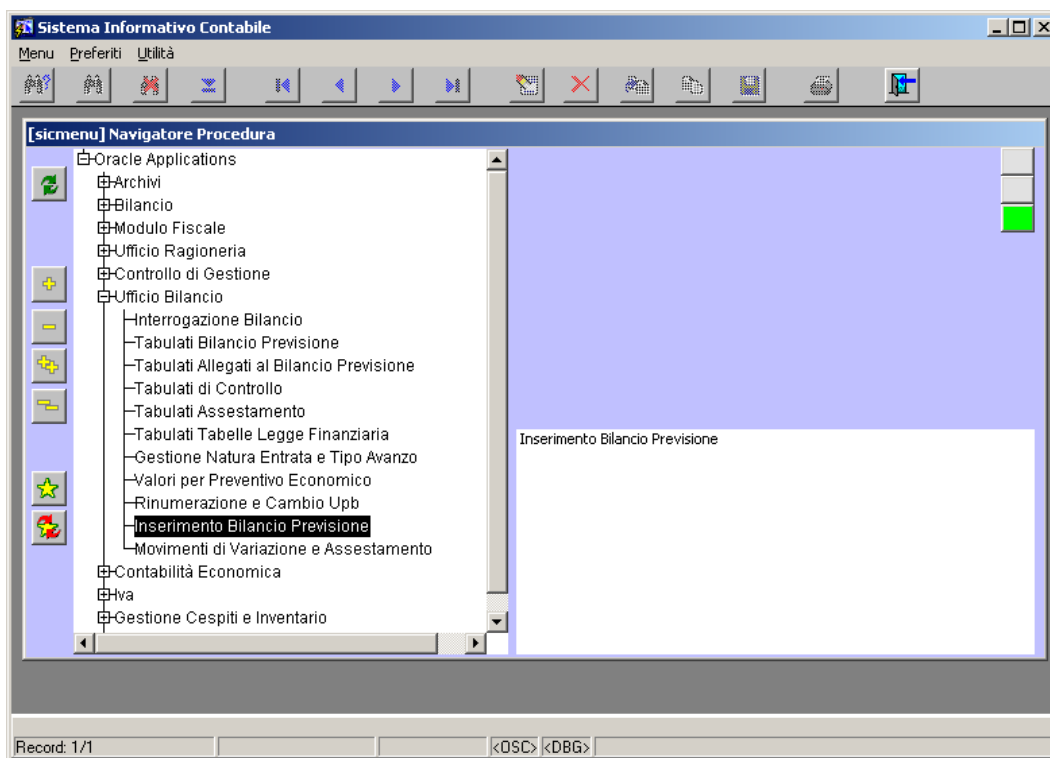 Sistema Informativo Contabile
Menu Preferiti Utilità
[sicmenu] Navigatore Procedura
Oracle Applications
Archivi
Bilancio
Modulo Fiscale
Ufficio Ragioneria
Controllo di Gestione
Ufficio Bilancio
Interrogazione Bilancio
Tabulati Bilancio Previsione
Tabulati Allegati al Bilancio Previsione
Tabulati di Controllo
Tabulati Assestamento
Tabulati Tabelle Legge Finanziaria
Gestione Natura Entrata e Tipo Avanzo
Valori per Preventivo Economico
Rinumerazione e Cambio Upb
Inserimento Bilancio Previsione
Movimenti di Variazione e Assestamento
Contabilità Economica
Iva
Gestione Cespiti e Inventario
Inserimento Bilancio Previsione
Record: 1/1 <OSC> <DBG>